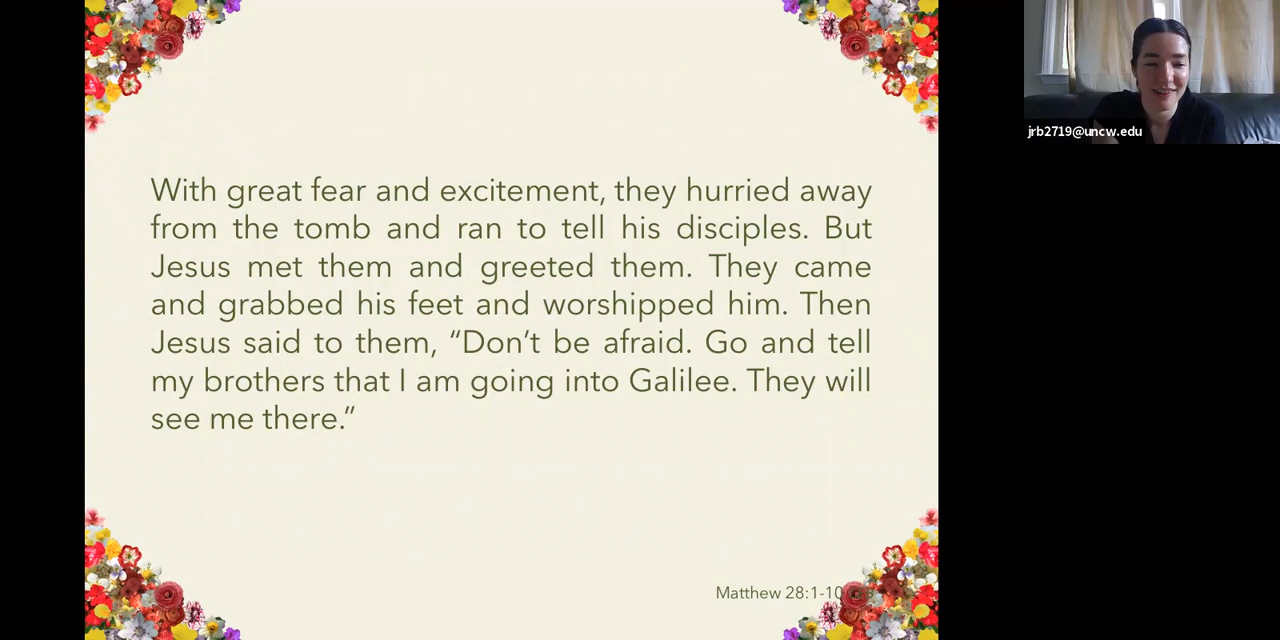 With great fear and excitement, they hurried away
from the tomb and ran to tell his disciples. But
Jesus met them and greeted them. They came
and grabbed his feet and worshipped him. Then
Jesus said to them, “Don’t be afraid. Go and tell
my brothers that I am going into Galilee. They will
see me there.”
Matthew 28:1-10
jrb2719@uncw.edu